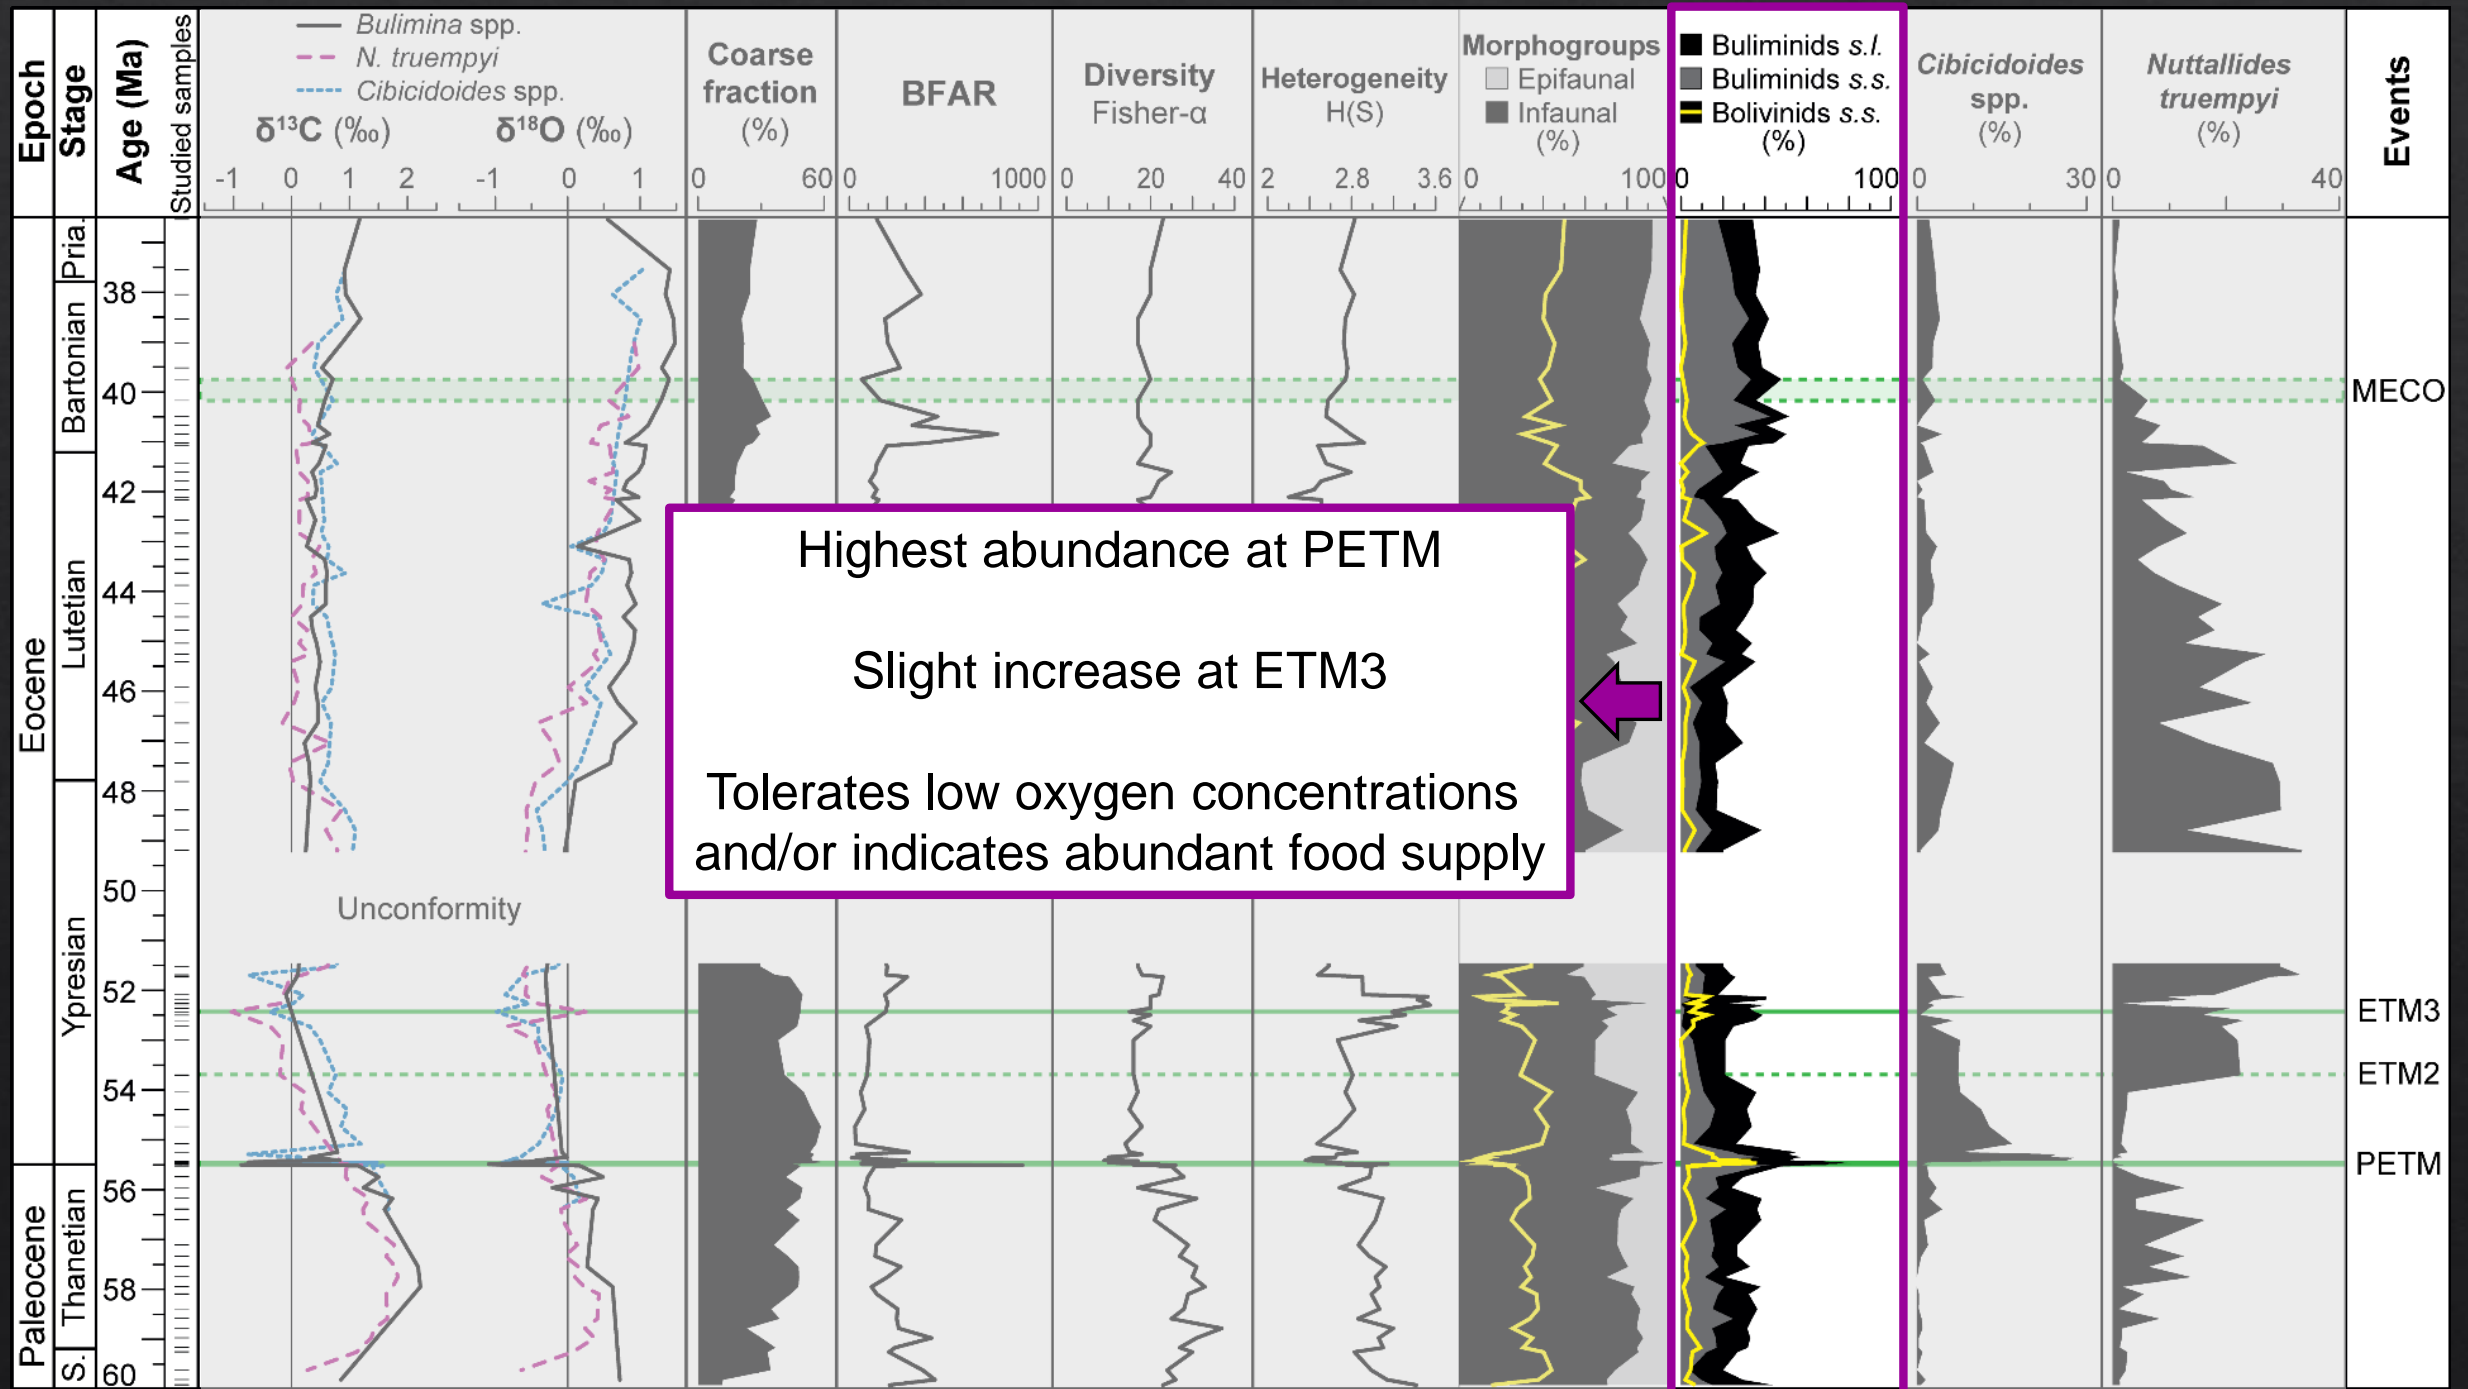 Epoch
Stage
Age (Ma)
Studied samples
Bulimina spp.
N. truempyi
Cibicidoides spp.
δ¹³C (‰)
δ¹⁸O (‰)
-1 0 1 2
-1 0 1
Coarse
fraction
(%)
0 60
BFAR
0 1000
Diversity
Fisher-α
0 20 40
Heterogeneity
H(S)
2 2.8 3.6
Morphogroups
Epifaunal
Infaunal
(%)
0 100
Buliminids s.l.
Buliminids s.s.
Bolivinids s.s.
(%)
0 100
Cibicidoides
spp.
(%)
0 30
Nuttallides
truempyi
(%)
0 40
Events
Eocene
Paleocene
Pria.
Bartonian
Lutetian
Ypresian
Thanetian
S.
38
40
42
44
46
48
50
52
54
56
58
60
Unconformity
Highest abundance at PETM
Slight increase at ETM3
Tolerates low oxygen concentrations
and/or indicates abundant food supply
MECO
ETM3
ETM2
PETM